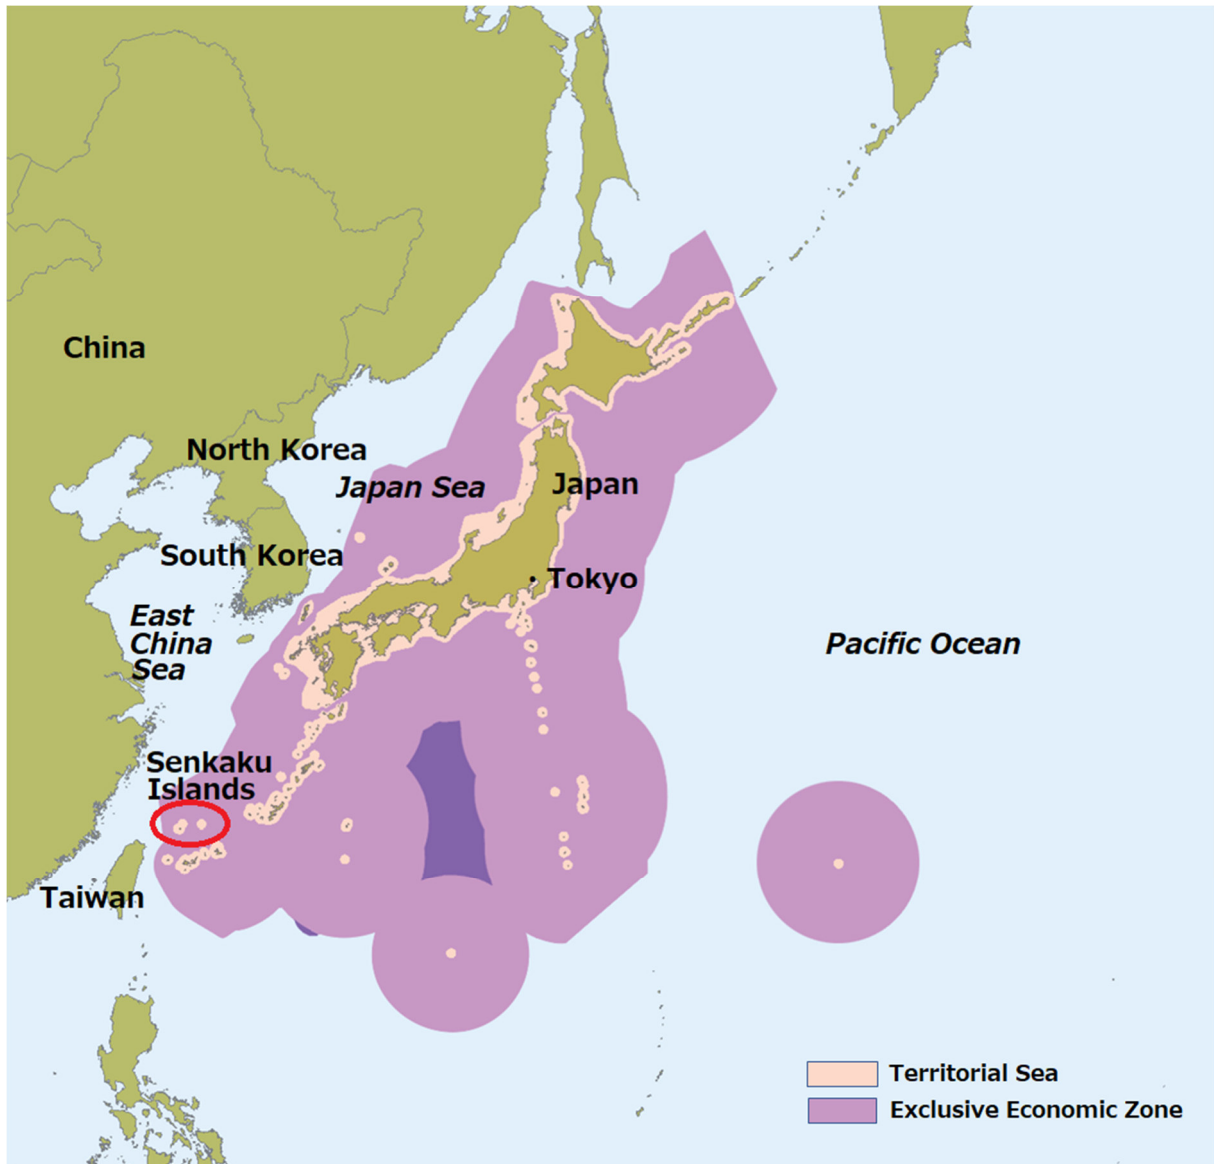 China
North Korea
Japan Sea
Japan
South Korea
Tokyo
East
China
Sea
Pacific Ocean
Senkaku
Islands
Taiwan
Territorial Sea
Exclusive Economic Zone